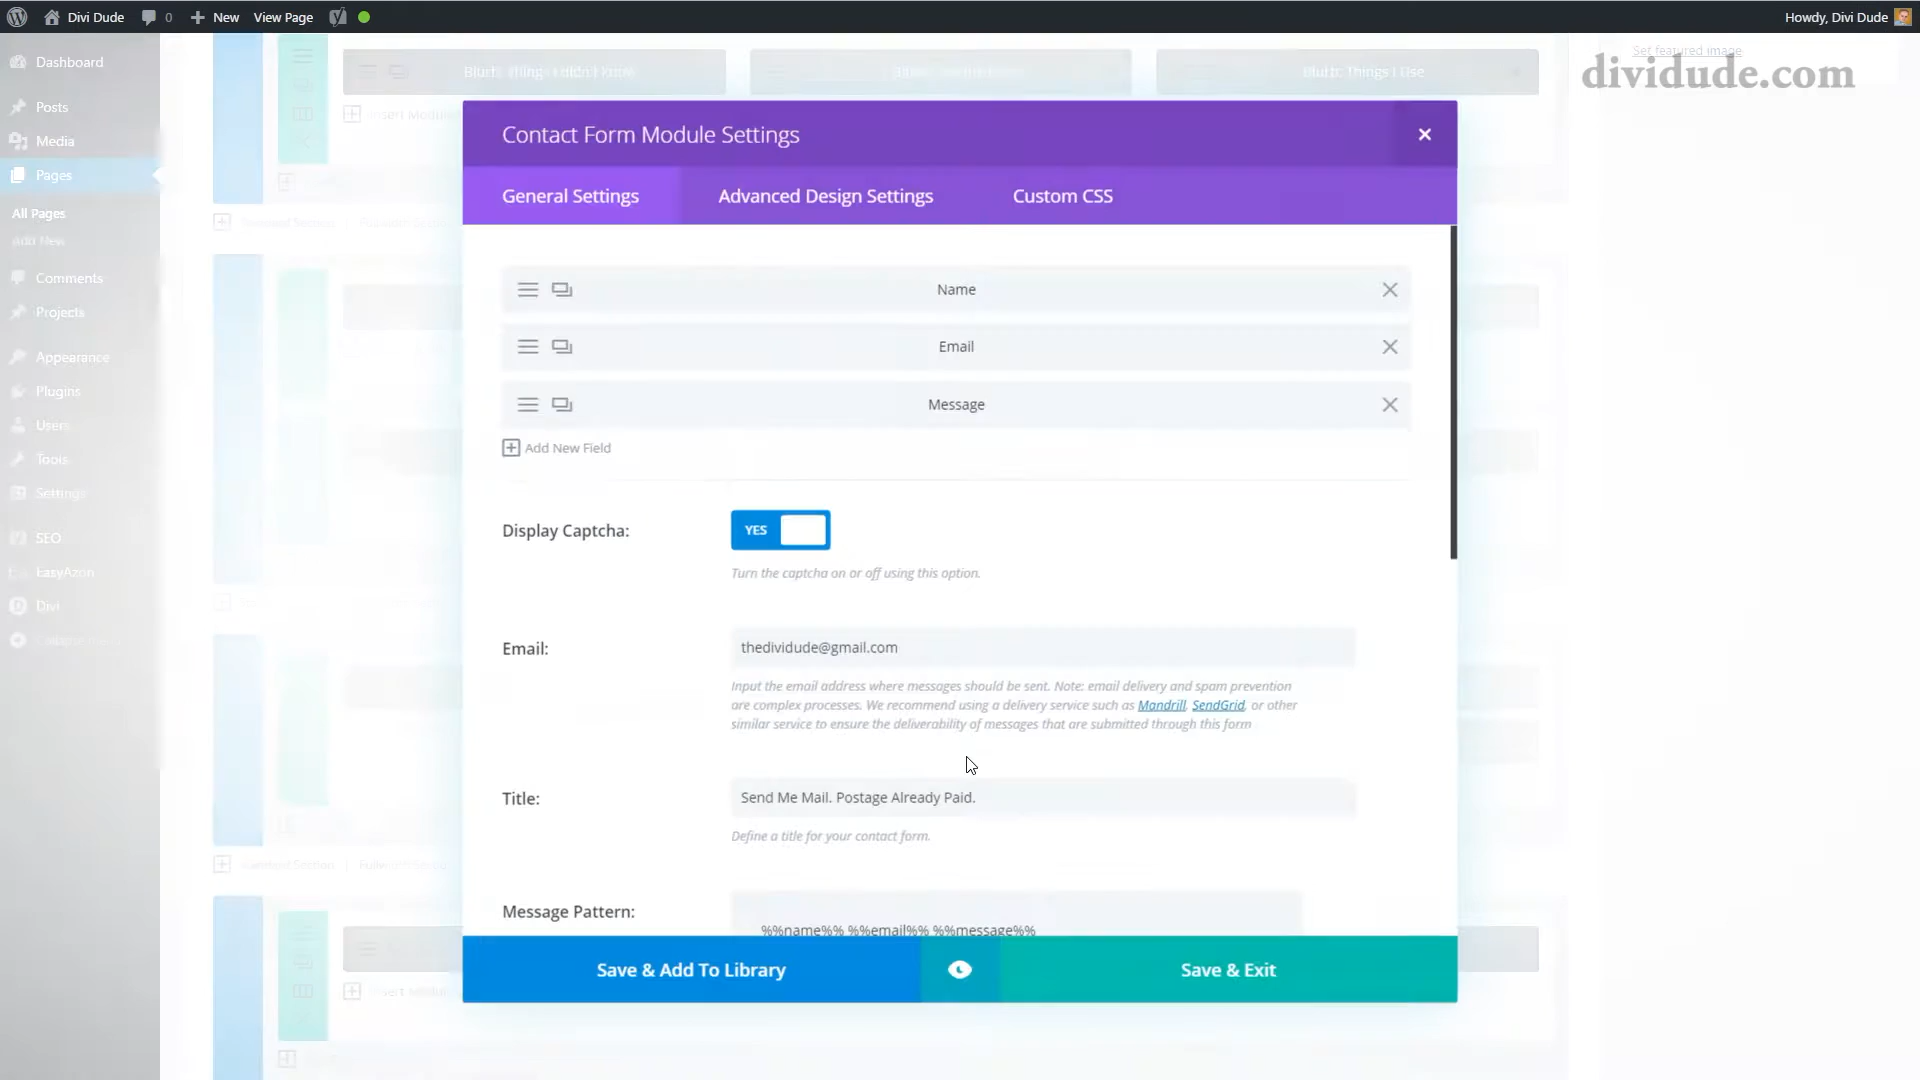 Divi Dude
0
New
View Page
Howdy, Divi Dude
Dashboard
Posts
Media
Pages
All Pages
Add New
Comments
Projects
Appearance
Plugins
Users
Tools
Settings
SEO
EasyAzon
Divi
Set featured image
dividude.com
Blurb: Things I Use
Contact Form Module Settings
General Settings
Advanced Design Settings
Custom CSS
Name
Email
Message
Add New Field
Display Captcha:
YES
Turn the captcha on or off using this option.
Email:
thedividude@gmail.com
Input the email address where messages should be sent. Note: email delivery and spam prevention
are complex processes. We recommend using a delivery service such as Mandrill, SendGrid, or other
similar service to ensure the deliverability of messages that are submitted through this form
Title:
Send Me Mail. Postage Already Paid.
Define a title for your contact form.
Message Pattern:
%%name%% %%email%% %%message%%
Save & Add To Library
Save & Exit